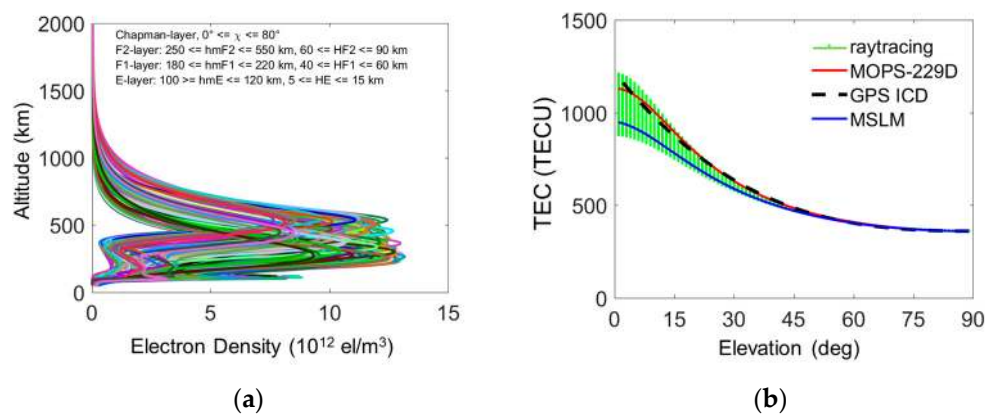 2000
1500
1000
500
0
Altitude (km)
Chapman-layer, 0° <= χ <= 80°
F2-layer: 250 <= hmF2 <= 550 km, 60 <= HF2 <= 90 km
F1-layer: 180 <= hmF1 <= 220 km, 40 <= HF1 <= 60 km
E-layer: 100 >= hmE <= 120 km, 5 <= HE <= 15 km
0 5 10 15
Electron Density (10¹² el/m³)
(a)
1500
1000
500
0
TEC (TECU)
raytracing
MOPS-229D
GPS ICD
MSLM
0 15 30 45 60 75 90
Elevation (deg)
(b)